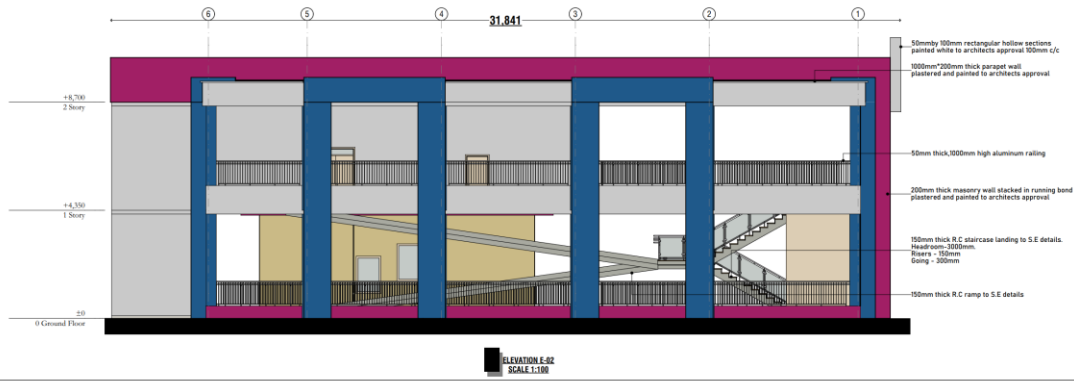 6 5 4 3 2 1
31.841
50mmby 100mm rectangular hollow sections
painted white to architects approval 100mm c/c
1000mm*200mm thick parapet wall
plastered and painted to architects approval
+8,700
2 Story
50mm thick,1000mm high aluminum railing
200mm thick masonry wall stacked in running bond
plastered and painted to architects approval
+4,350
1 Story
150mm thick R.C staircase landing to S.E details.
Headroom-3000mm.
Risers - 150mm
Going - 300mm
150mm thick R.C ramp to S.E details
±0
0 Ground Floor
ELEVATION E-02
SCALE 1:100